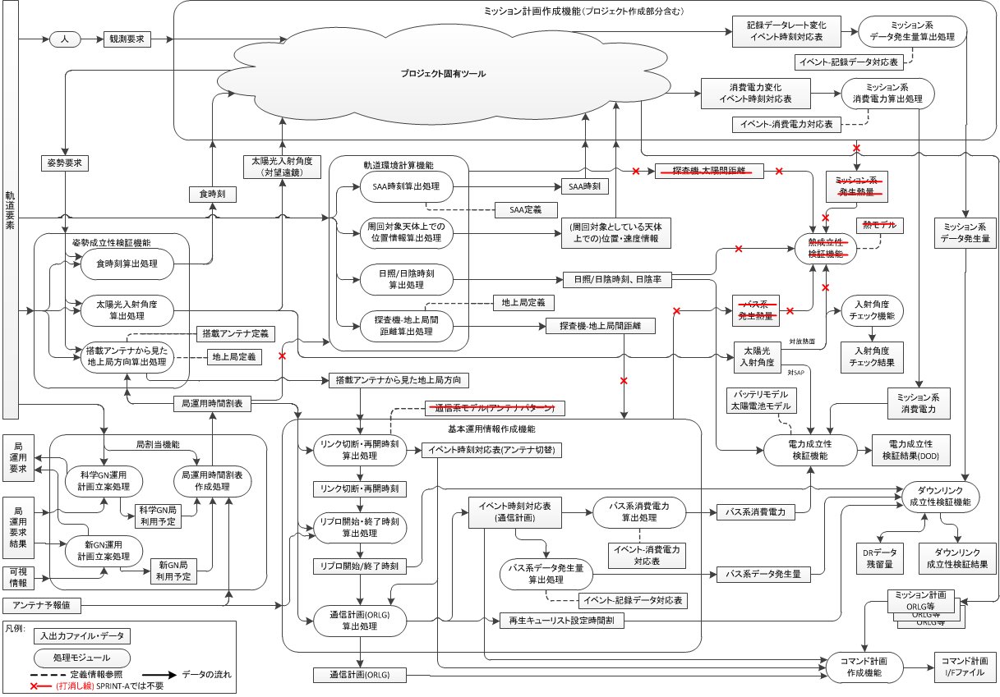 ミッション計画作成機能(プロジェクト作成部分含む)
人
観測要求
プロジェクト固有ツール
記録データレート変化
イベント時刻対応表
ミッション系
データ発生量算出処理
イベント-記録データ対応表
消費電力変化
イベント時刻対応表
ミッション系
消費電力算出処理
イベント-消費電力対応表
軌道要素
姿勢要求
食時刻
太陽光入射角度
(対望遠鏡)
軌道環境計算機能
SAA時刻算出処理
SAA定義
SAA時刻
周回対象天体上での
位置情報算出処理
(周回対象としている天体
上での)位置・速度情報
日照/日陰時刻
算出処理
日照/日陰時刻、日陰率
探査機-地上局間
距離算出処理
地上局定義
探査機-地上局間距離
探査機-太陽間距離
ミッション系
発生熱量
熱モデル
熱成立性
検証機能
バス系
発生熱量
ミッション系
データ発生量
姿勢成立性検証機能
食時刻算出処理
太陽光入射角度
算出処理
搭載アンテナから見た
地上局方向算出処理
搭載アンテナ定義
地上局定義
搭載アンテナから見た地上局方向
局運用時間割表
太陽光
入射角度
対放熱面
対SAP
入射角度
チェック機能
入射角度
チェック結果
バッテリモデル
太陽電池モデル
ミッション系
消費電力
電力成立性
検証機能
電力成立性
検証結果(DOD)
通信系モデル(アンテナパターン)
基本運用情報作成機能
リンク切断・再開時刻
算出処理
イベント時刻対応表(アンテナ切替)
リンク切断・再開時刻
リプロ開始・終了時刻
算出処理
リプロ開始/終了時刻
通信計画(ORLG)
算出処理
通信計画(ORLG)
イベント時刻対応表
(通信計画)
バス系消費電力
算出処理
イベント-消費電力
対応表
バス系消費電力
バス系データ発生量
算出処理
イベント-記録データ対応表
バス系データ発生量
再生キューリスト設定時間割
局
運用
要求
局
運用
要求
結果
可視
情報
アンテナ予報値
局割当機能
科学GN運用
計画立案処理
科学GN局
利用予定
局運用時間割表
作成処理
新GN運用
計画立案処理
新GN局
利用予定
ダウンリンク
成立性検証機能
DRデータ
残留量
ダウンリンク
成立性検証結果
ミッション計画
ORLG等
ORLG等
ORLG等
コマンド計画
作成機能
コマンド計画
I/Fファイル
凡例:
入出力ファイル・データ
処理モジュール
定義情報参照
データの流れ
(打消し線) SPRINT-Aでは不要